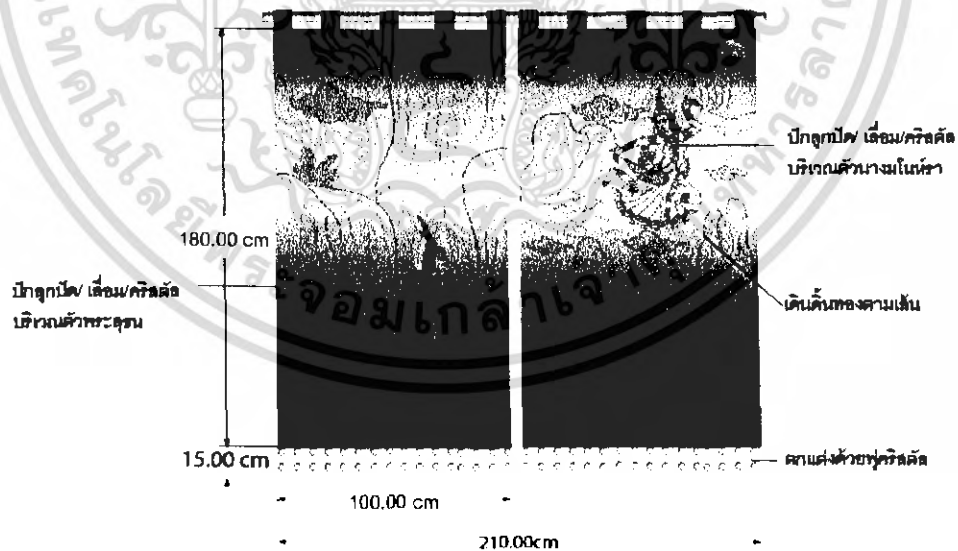 ปักลูกปัด/ เลื่อม/คริสตัล
บริเวณตัวนางมโนห์รา
180.00 cm
ปักลูกปัด/ เลื่อม/คริสตัล
บริเวณตัวพระสุธน
เดินดิ้นทองตามเส้น
15.00 cm
ตกแต่งด้วยพู่คริสตัล
100.00 cm
210.00cm